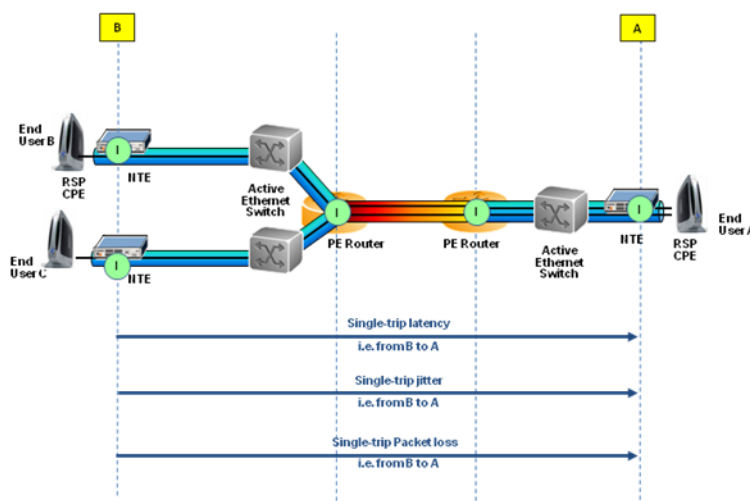 B
A
End
User B
I
RSP
CPE
NTE
Active
Ethernet
Switch
I
PE Router
I
PE Router
Active
Ethernet
Switch
I
NTE
RSP
CPE
End
User A
End
User C
I
NTE
Single-trip latency
i.e. from B to A
Single-trip jitter
i.e. from B to A
Single-trip Packet loss
i.e. from B to A